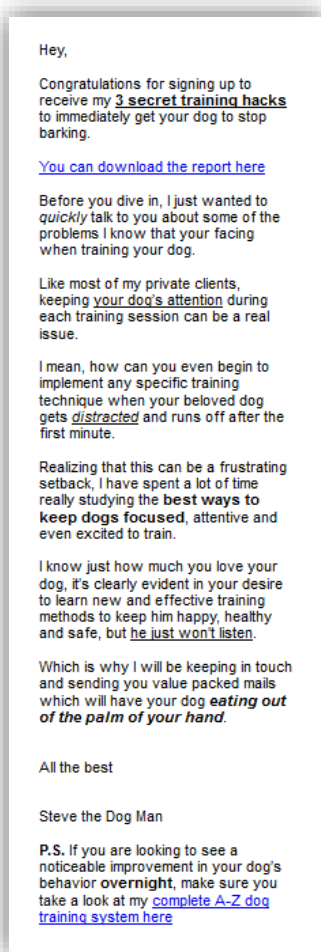 Hey,
Congratulations for signing up to
receive my 3 secret training hacks
to immediately get your dog to stop
barking.
You can download the report here
Before you dive in, I just wanted to
quickly talk to you about some of the
problems I know that your facing
when training your dog.
Like most of my private clients,
keeping your dog's attention during
each training session can be a real
issue.
I mean, how can you even begin to
implement any specific training
technique when your beloved dog
gets distracted and runs off after the
first minute.
Realizing that this can be a frustrating
setback, I have spent a lot of time
really studying the best ways to
keep dogs focused, attentive and
even excited to train.
I know just how much you love your
dog, it's clearly evident in your desire
to learn new and effective training
methods to keep him happy, healthy
and safe, but he just won't listen.
Which is why I will be keeping in touch
and sending you value packed mails
which will have your dog eating out
of the palm of your hand.
All the best
Steve the Dog Man
P.S. If you are looking to see a
noticeable improvement in your dog's
behavior overnight, make sure you
take a look at my complete A-Z dog
training system here